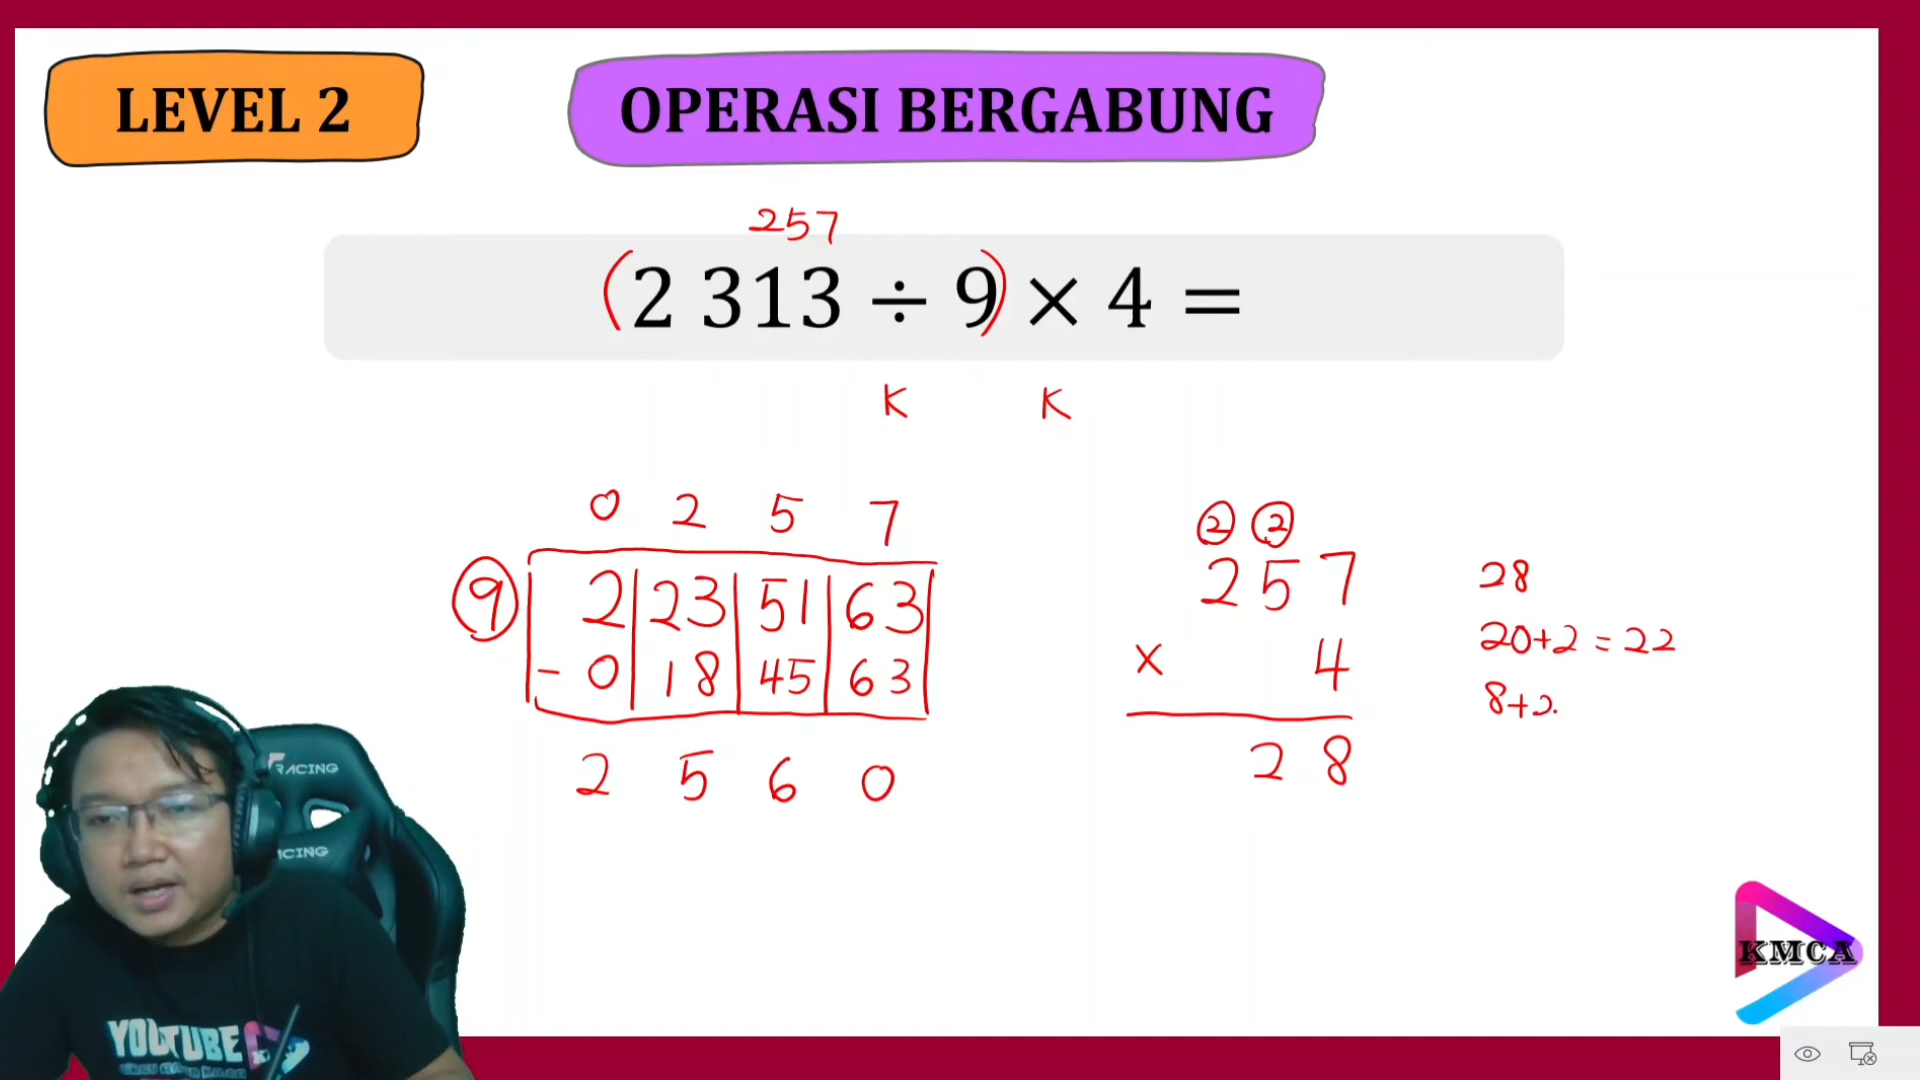 LEVEL 2
OPERASI BERGABUNG
257
(2 313 ÷ 9) × 4 =
K K
0 2 5 7
9 2 23 51 63
- 0 18 45 63
2 5 6 0
2 2
257
× 4
2 8
28
20+2 = 22
8+2
RACING
YOUTUBE
KMCA